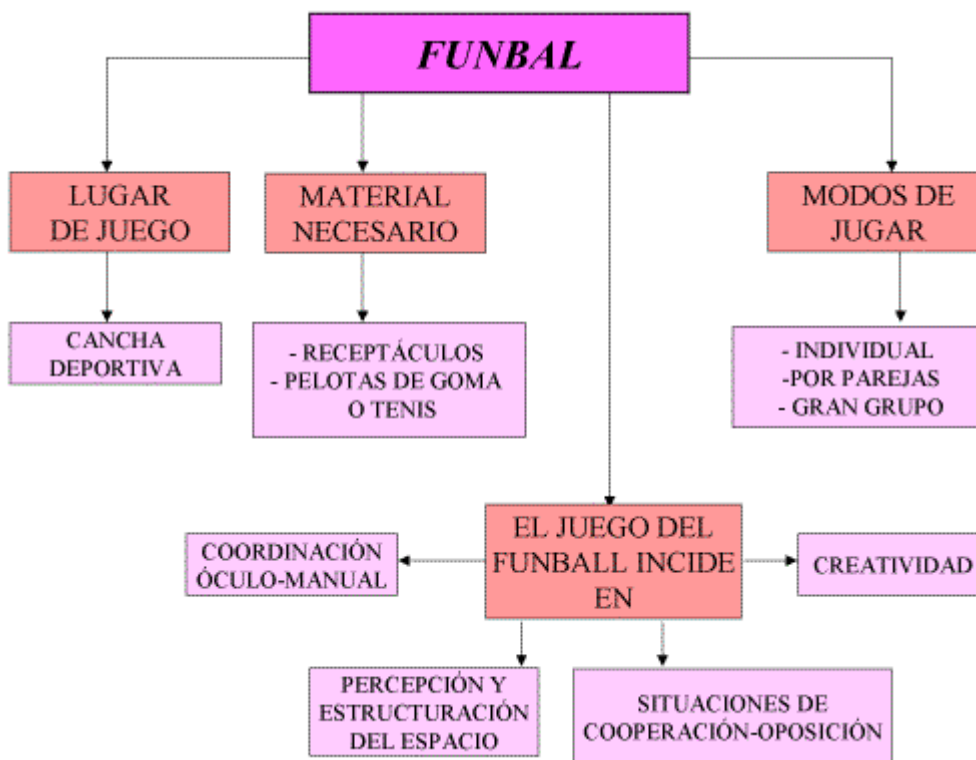 FUNBAL
LUGAR
DE JUEGO
MATERIAL
NECESARIO
MODOS DE
JUGAR
CANCHA
DEPORTIVA
- RECEPTÁCULOS
- PELOTAS DE GOMA
O TENIS
- INDIVIDUAL
-POR PAREJAS
- GRAN GRUPO
EL JUEGO DEL
FUNBALL INCIDE
EN
COORDINACIÓN
ÓCULO-MANUAL
CREATIVIDAD
PERCEPCIÓN Y
ESTRUCTURACIÓN
DEL ESPACIO
SITUACIONES DE
COOPERACIÓN-OPOSICIÓN